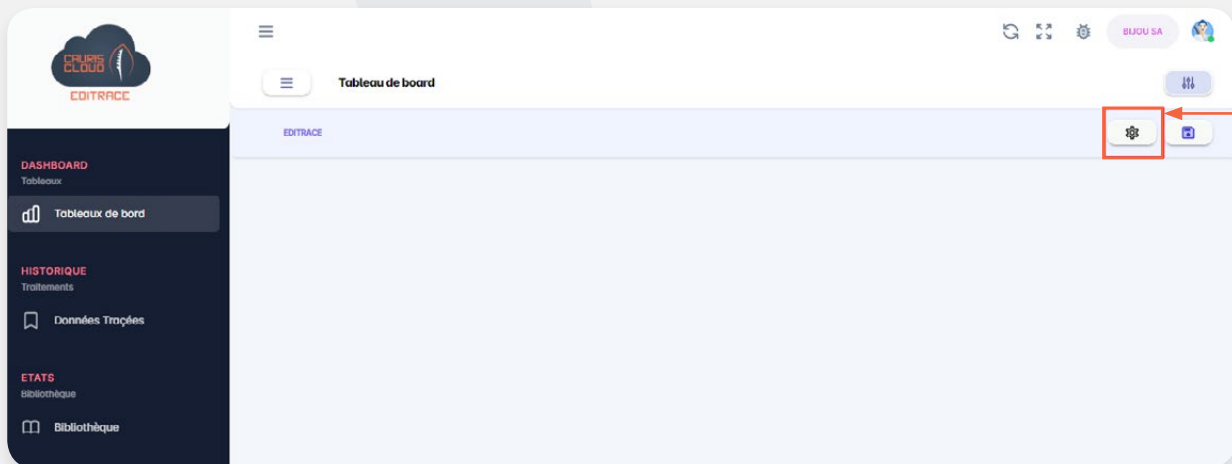 CAURIS
CLOUD
EDITRACE
BIJOU SA
Tableau de board
EDITRACE
DASHBOARD
Tableaux
Tableaux de bord
HISTORIQUE
Traitements
Données Traçées
ETATS
Bibliothèque
Bibliothèque